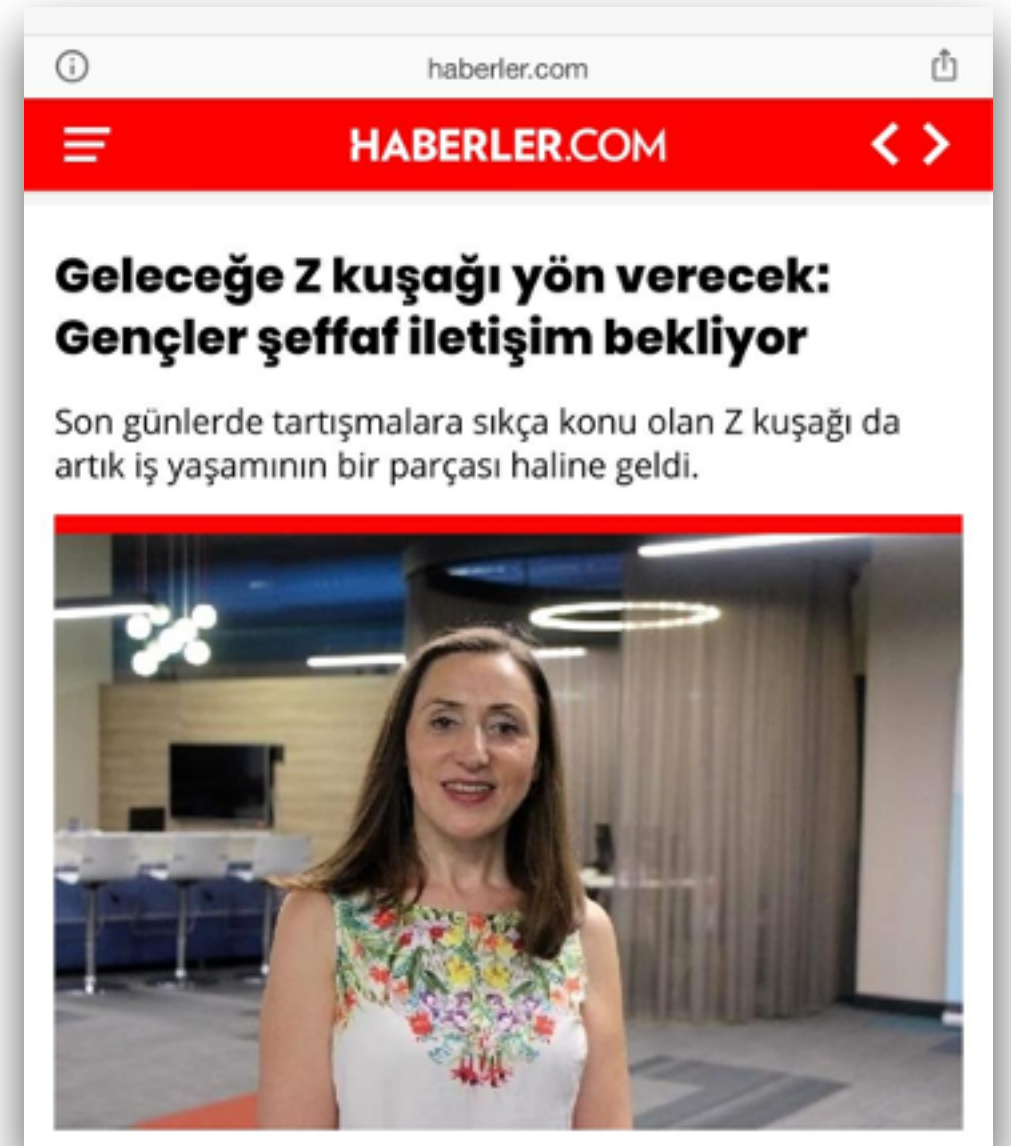 haberler.com
HABERLER.COM
Geleceğe Z kuşağı yön verecek:
Gençler şeffaf iletişim bekliyor
Son günlerde tartışmalara sıkça konu olan Z kuşağı da
artık iş yaşamının bir parçası haline geldi.